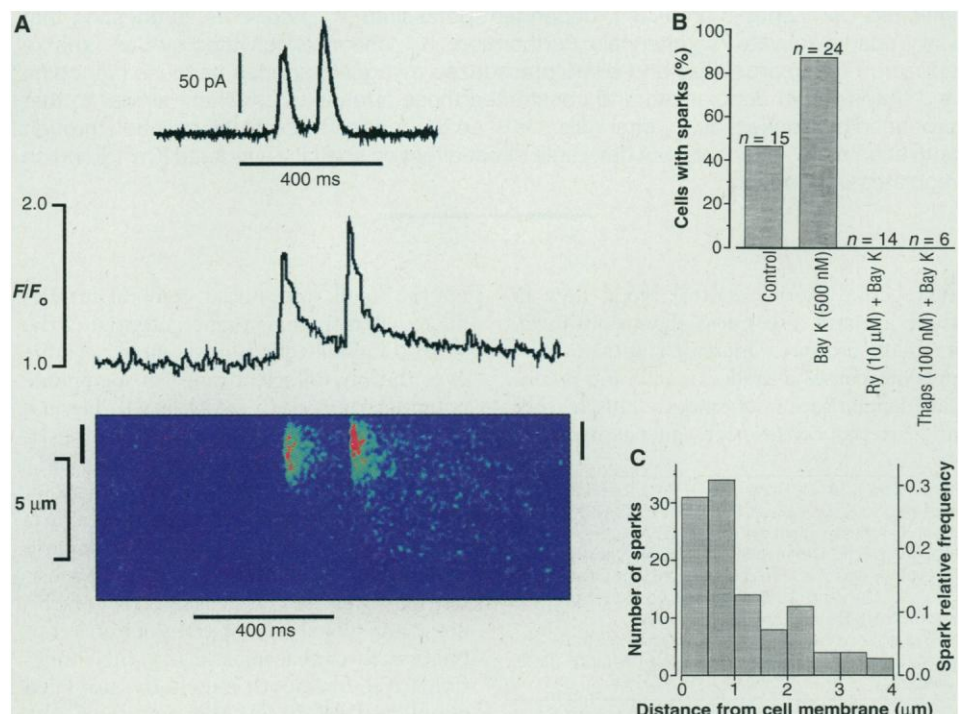 A
50 pA
400 ms
2.0
F/Fo
1.0
5 μm
400 ms
B
Cells with sparks (%)
100
80
60
40
20
0
n = 15
n = 24
n = 14
n = 6
Control
Bay K (500 nM)
Ry (10 μM) + Bay K
Thaps (100 nM) + Bay K
C
Number of sparks
30
20
10
0
Spark relative frequency
0.3
0.2
0.1
0.0
0 1 2 3 4
Distance from cell membrane (μm)